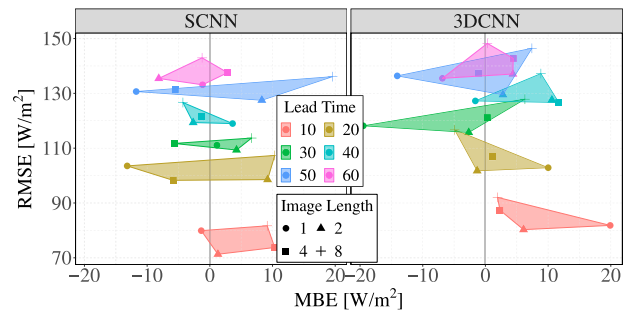 SCNN 3DCNN
150
130
110
90
70
RMSE [W/m²]
Lead Time
10 20
30 40
50 60
Image Length
1 2
4 8
−20 −10 0 10 20 −20 −10 0 10 20
MBE [W/m²]